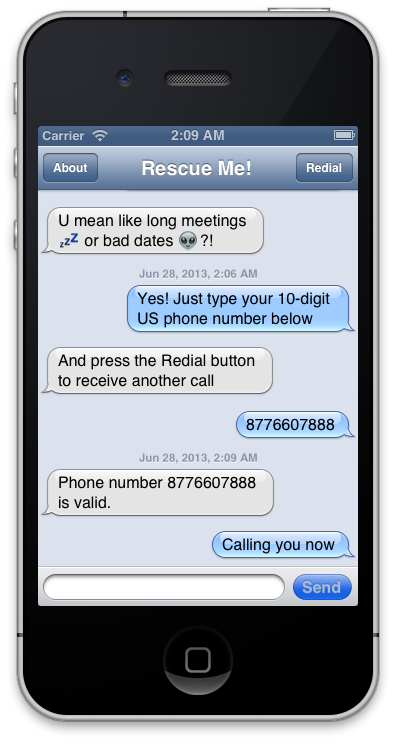 Carrier 2:09 AM
About Rescue Me! Redial
U mean like long meetings
💤 or bad dates 👽?!
Jun 28, 2013, 2:06 AM
Yes! Just type your 10-digit
US phone number below
And press the Redial button
to receive another call
8776607888
Jun 28, 2013, 2:09 AM
Phone number 8776607888
is valid.
Calling you now
Send